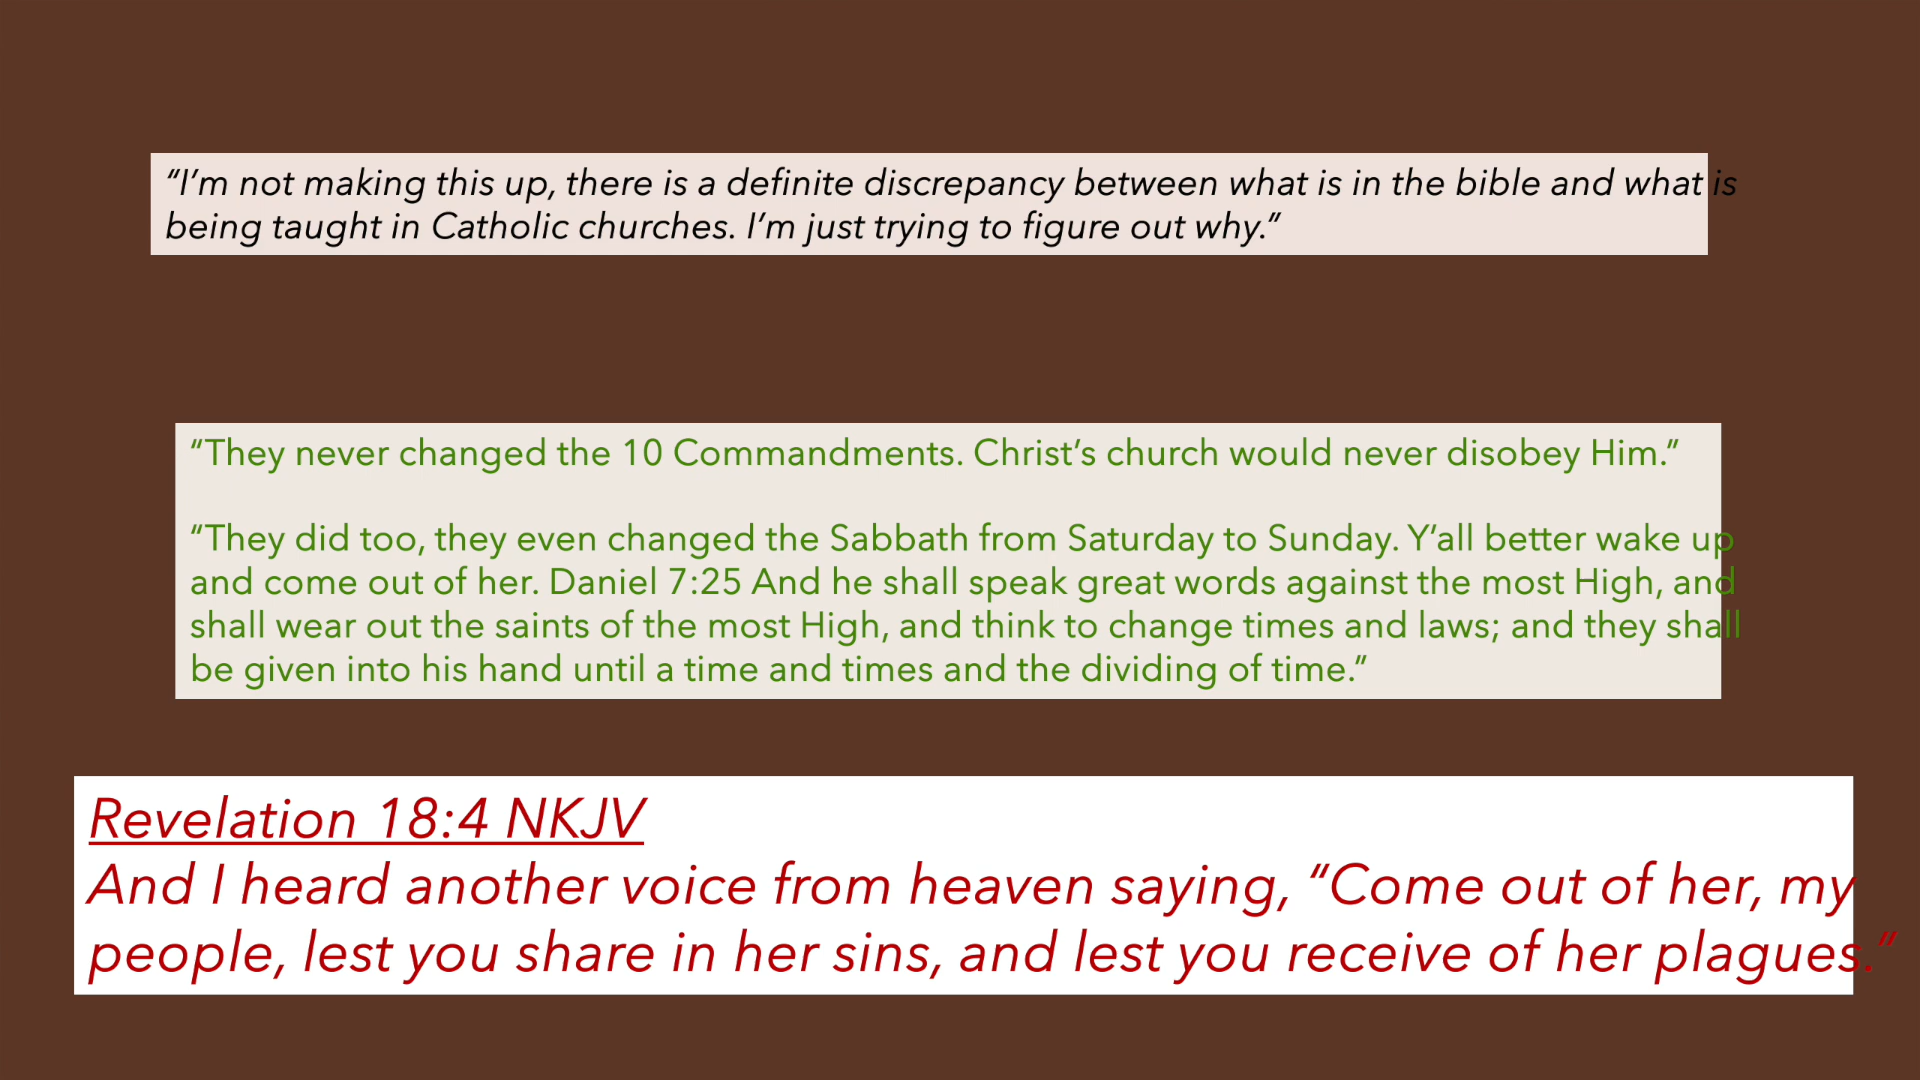 “I’m not making this up, there is a definite discrepancy between what is in the bible and what is
being taught in Catholic churches. I’m just trying to figure out why.”
“They never changed the 10 Commandments. Christ’s church would never disobey Him.”
“They did too, they even changed the Sabbath from Saturday to Sunday. Y’all better wake up
and come out of her. Daniel 7:25 And he shall speak great words against the most High, and
shall wear out the saints of the most High, and think to change times and laws; and they shall
be given into his hand until a time and times and the dividing of time.”
Revelation 18:4 NKJV
And I heard another voice from heaven saying, “Come out of her, my
people, lest you share in her sins, and lest you receive of her plagues.”